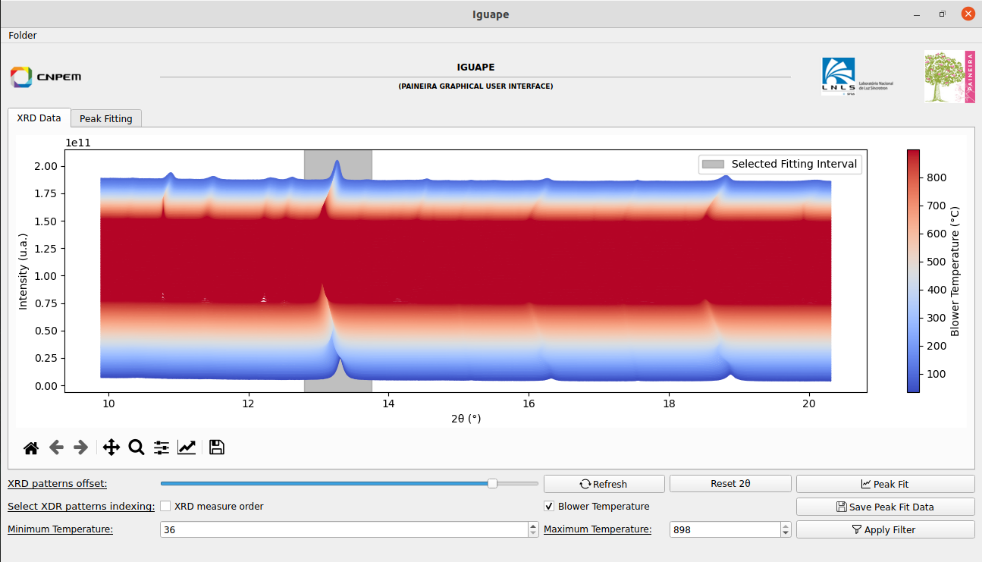 Iguape
Folder
CNPEM
IGUAPE
(PAINEIRA GRAPHICAL USER INTERFACE)
LNLS
PAINEIRA
XRD Data
Peak Fitting
1e11
Selected Fitting Interval
2.00
1.75
1.50
1.25
1.00
0.75
0.50
0.25
0.00
Intensity (u.a.)
10 12 14 16 18 20
2θ (°)
800
700
600
500
400
300
200
100
Blower Temperature (°C)
XRD patterns offset:
Refresh
Reset 2θ
Peak Fit
Select XDR patterns indexing:
XRD measure order
Blower Temperature
Save Peak Fit Data
Minimum Temperature:
36
Maximum Temperature:
898
Apply Filter